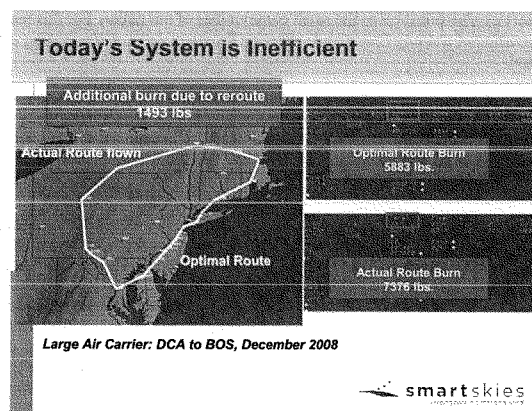 Today's System is Inefficient
Additional burn due to reroute
1493 lbs
Actual Route flown
Optimal Route
Optimal Route Burn
5883 lbs.
Actual Route Burn
7376 lbs.
Large Air Carrier: DCA to BOS, December 2008
smartskies